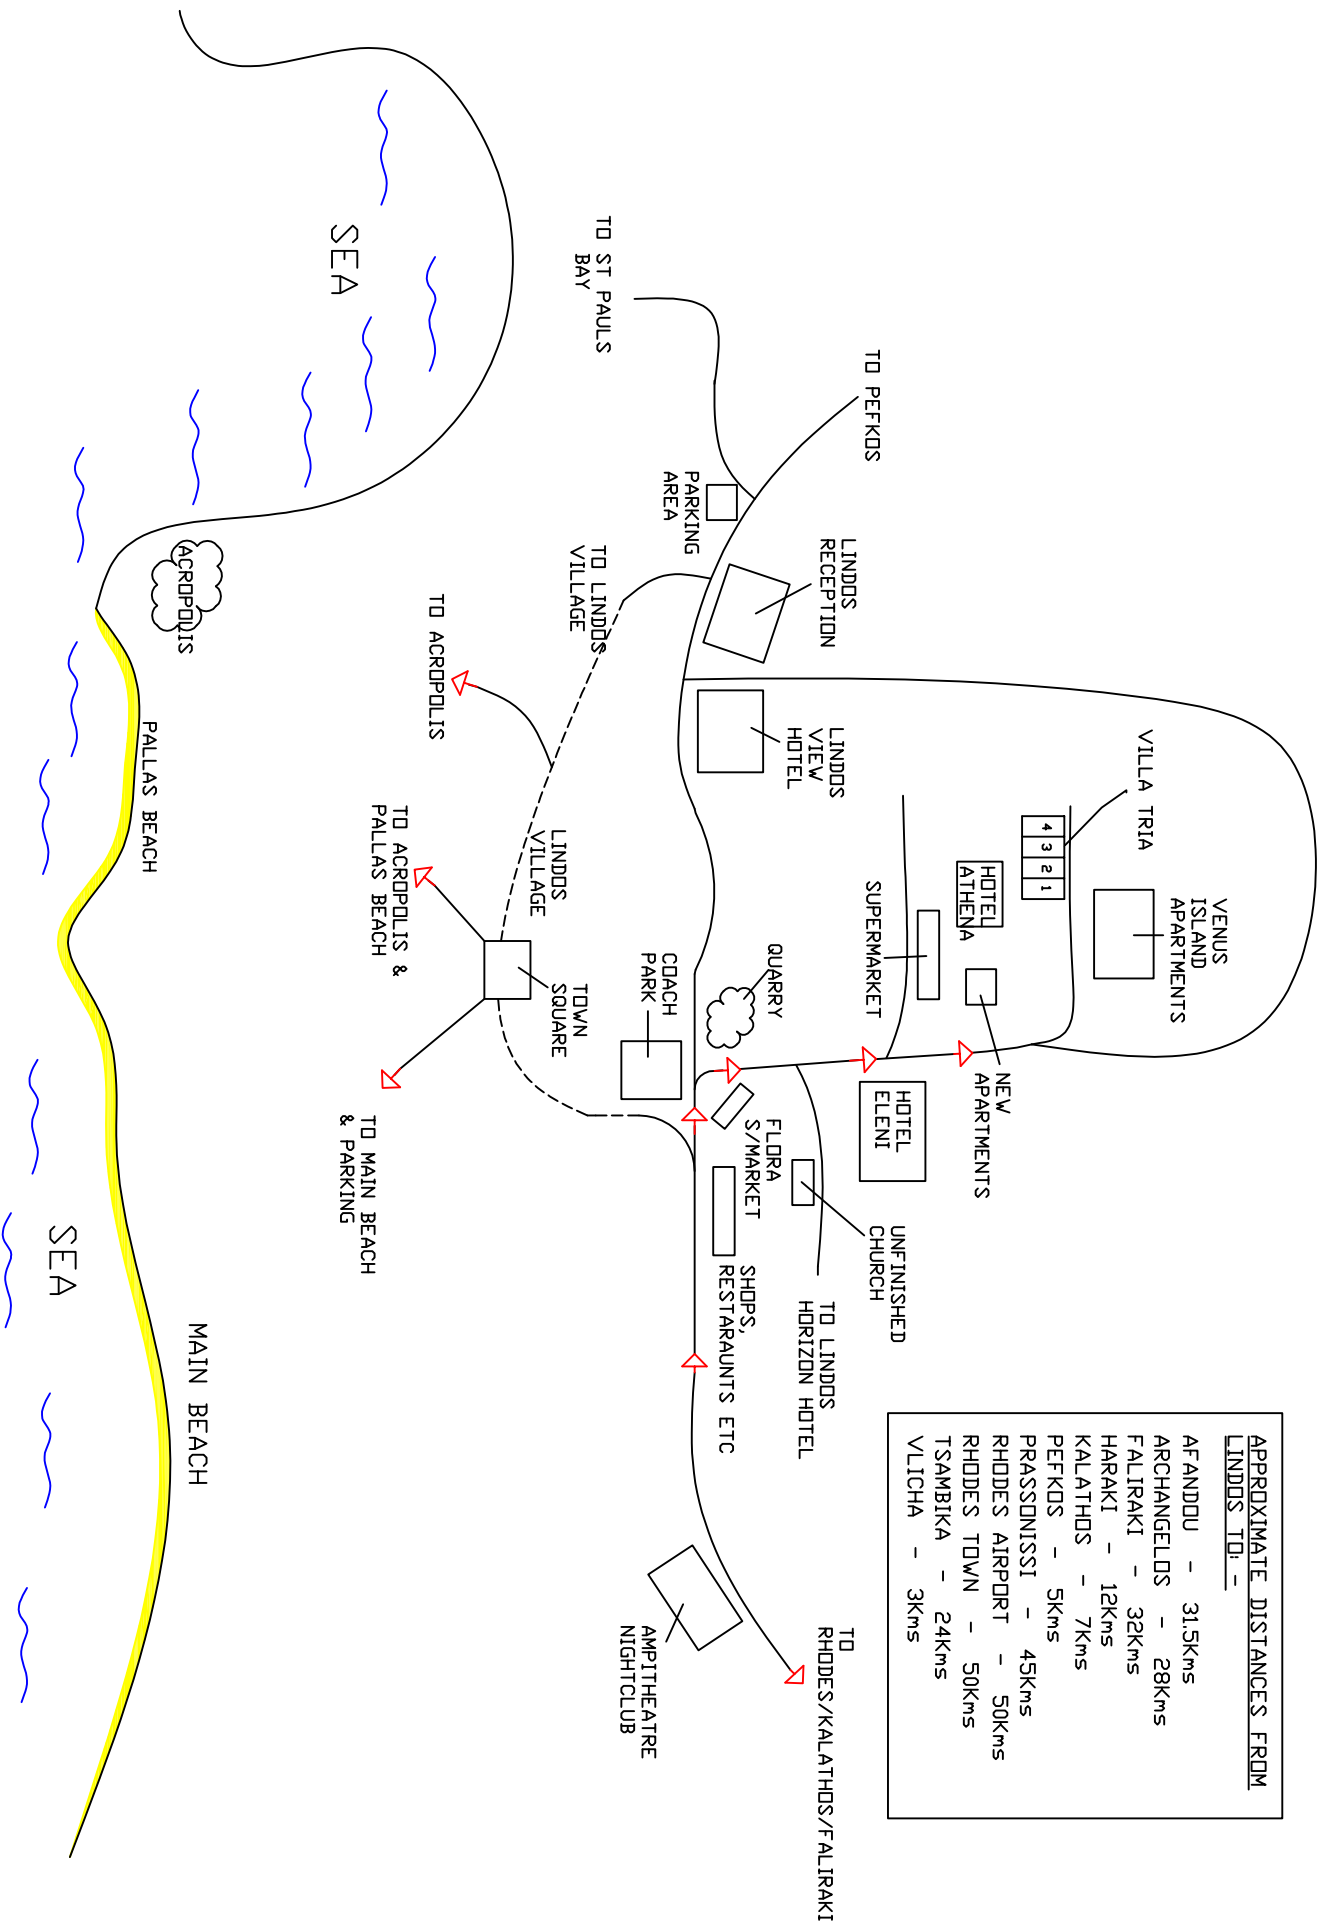 APPROXIMATE DISTANCES FROM
LINDOS TO: -
AFANDOU - 31.5Kms
ARCHANGELOS - 28Kms
FALIRAKI - 32Kms
HARAKI - 12Kms
KALATHOS - 7Kms
PEFKOS - 5Kms
PRASSONISSI - 45Kms
RHODES AIRPORT - 50Kms
RHODES TOWN - 50Kms
TSAMBIKA - 24Kms
VLICHA - 3Kms
VENUS
ISLAND
APARTMENTS
VILLA TRIA
4 3 2 1
HOTEL
ATHENA
NEW
APARTMENTS
SUPERMARKET
HOTEL
ELENI
UNFINISHED
CHURCH
TO PEFKOS
LINDOS
RECEPTION
LINDOS
VIEW
HOTEL
QUARRY
FLORA
S/MARKET
TO LINDOS
HORIZON HOTEL
SHOPS,
RESTARAUNTS ETC
TO
RHODES/KALATHOS/FALIRAKI
PARKING
AREA
COACH
PARK
AMPITHEATRE
NIGHTCLUB
TO ST PAULS
BAY
TO LINDOS
VILLAGE
LINDOS
VILLAGE
TOWN
SQUARE
TO ACROPOLIS
TO ACROPOLIS &
PALLAS BEACH
TO MAIN BEACH
& PARKING
SEA
ACROPOLIS
PALLAS BEACH
MAIN BEACH
SEA